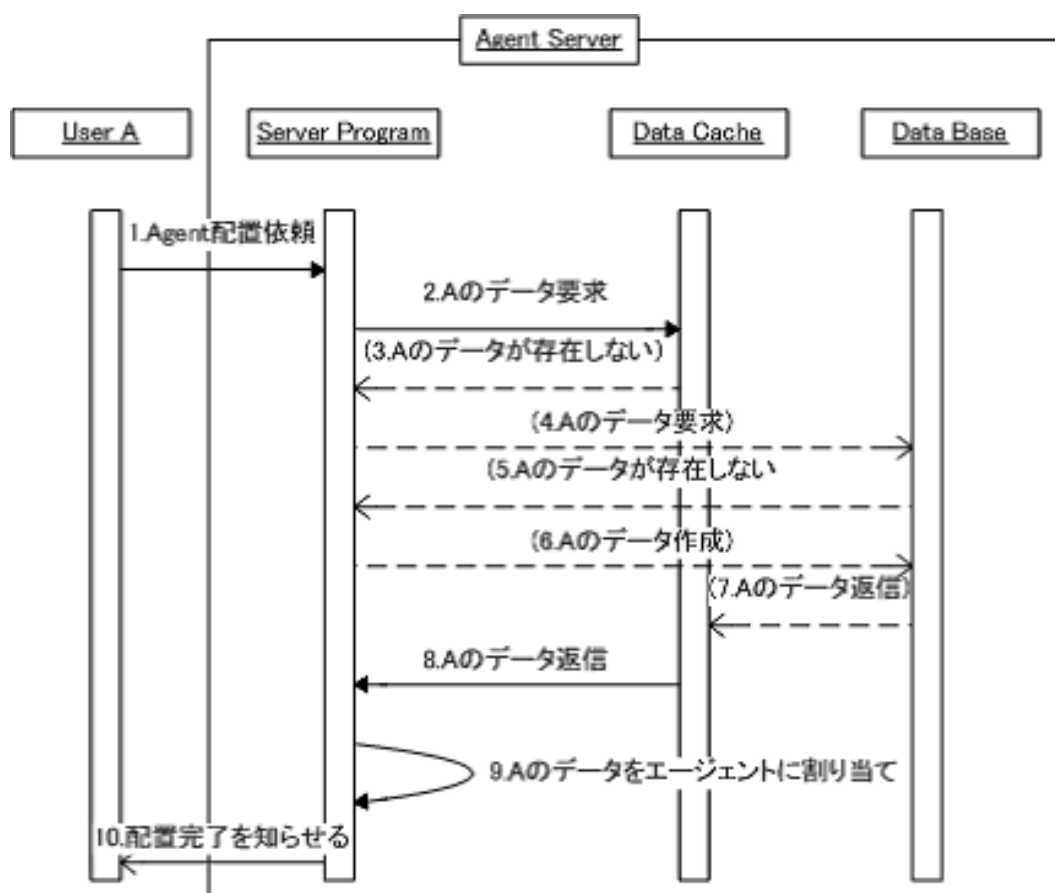 Agent Server
User A
Server Program
Data Cache
Data Base
1.Agent配置依頼
2.Aのデータ要求
(3.Aのデータが存在しない)
(4.Aのデータ要求)
(5.Aのデータが存在しない
(6.Aのデータ作成)
(7.Aのデータ返信)
8.Aのデータ返信
9.Aのデータをエージェントに割り当て
10.配置完了を知らせる